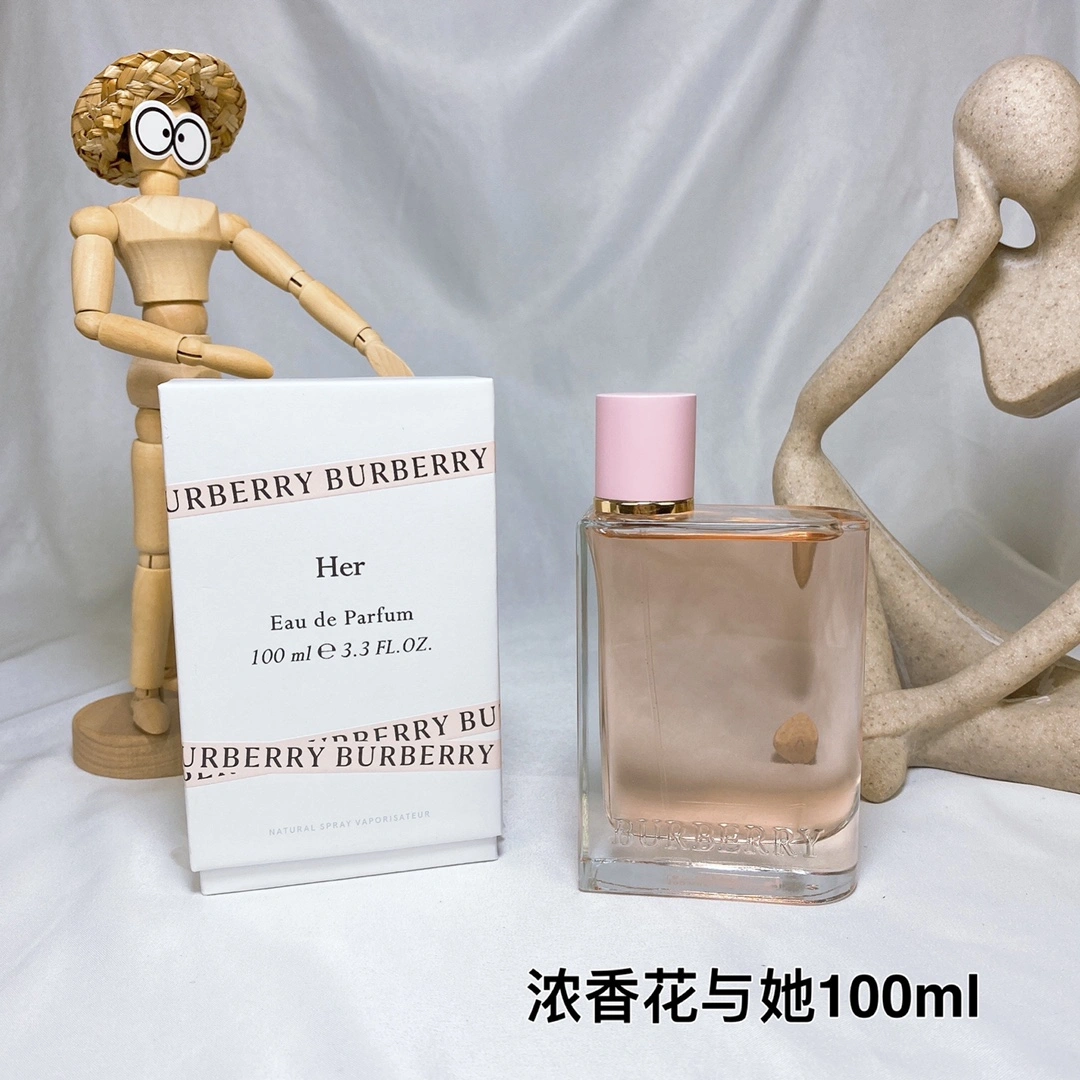 URBERRY BURBERRY
Her
Eau de Parfum
100 ml ℮ 3.3 FL.OZ.
URBERRY BU
URBERRY BURBERRY
NATURAL SPRAY VAPORISATEUR
BURBERRY
浓香花与她100ml